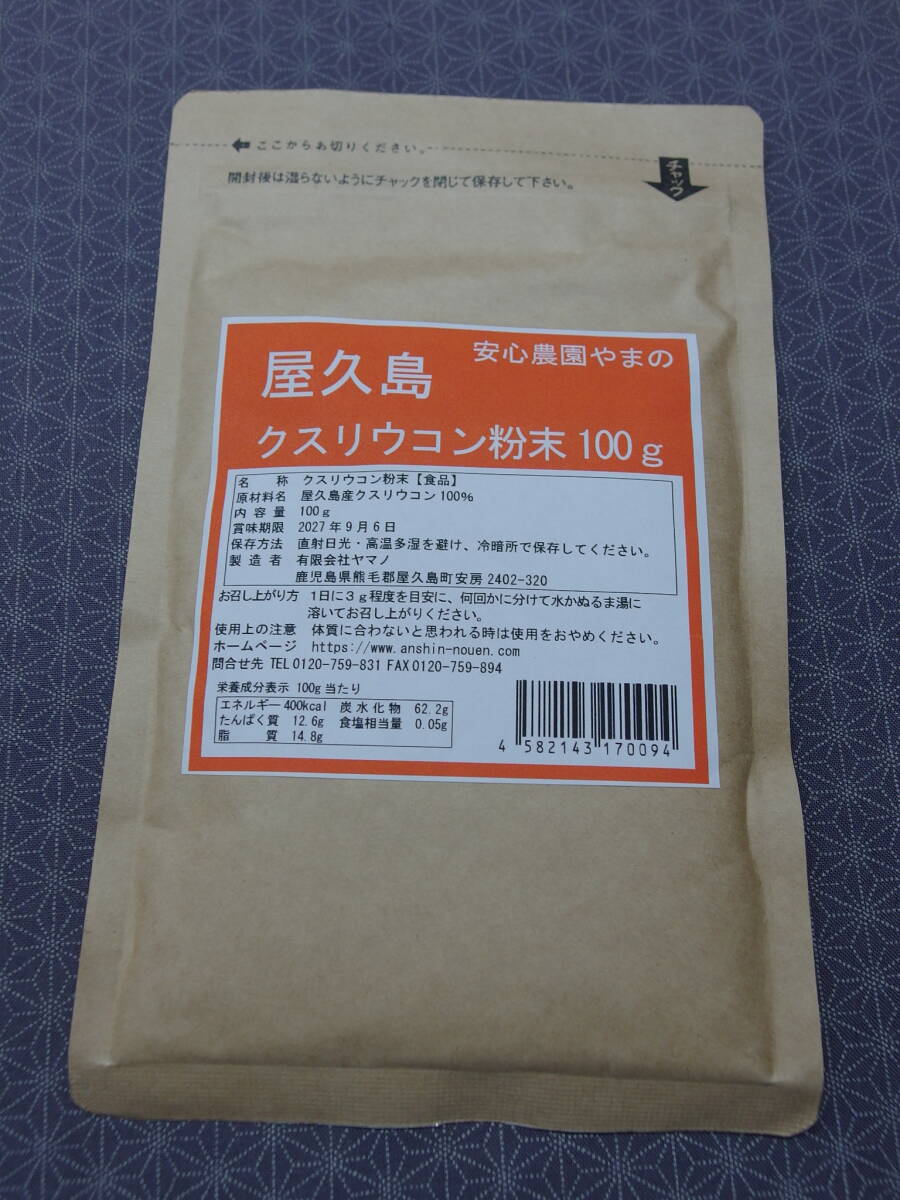 ここからお切りください。
開封後は湿らないようにチャックを閉じて保存して下さい。
チャック
安心農園やまの
屋久島
クスリウコン粉末 100g
名 称 クスリウコン粉末【食品】
原材料名 屋久島産クスリウコン 100%
内容量 100g
賞味期限 2027年9月6日
保存方法 直射日光・高温多湿を避け、冷暗所で保存してください。
製造者 有限会社ヤマノ
鹿児島県熊毛郡屋久島町安房 2402-320
お召し上がり方 1日に3g程度を目安に、何回かに分けて水かぬるま湯に
溶いてお召し上がりください。
使用上の注意 体質に合わないと思われる時は使用をおやめください。
ホームページ https://www.anshin-nouen.com
問合せ先 TEL 0120-759-831 FAX 0120-759-894
栄養成分表示 100g当たり
エネルギー 400kcal 炭水化物 62.2g
たんぱく質 12.6g 食塩相当量 0.05g
脂 質 14.8g
4 582143 170094